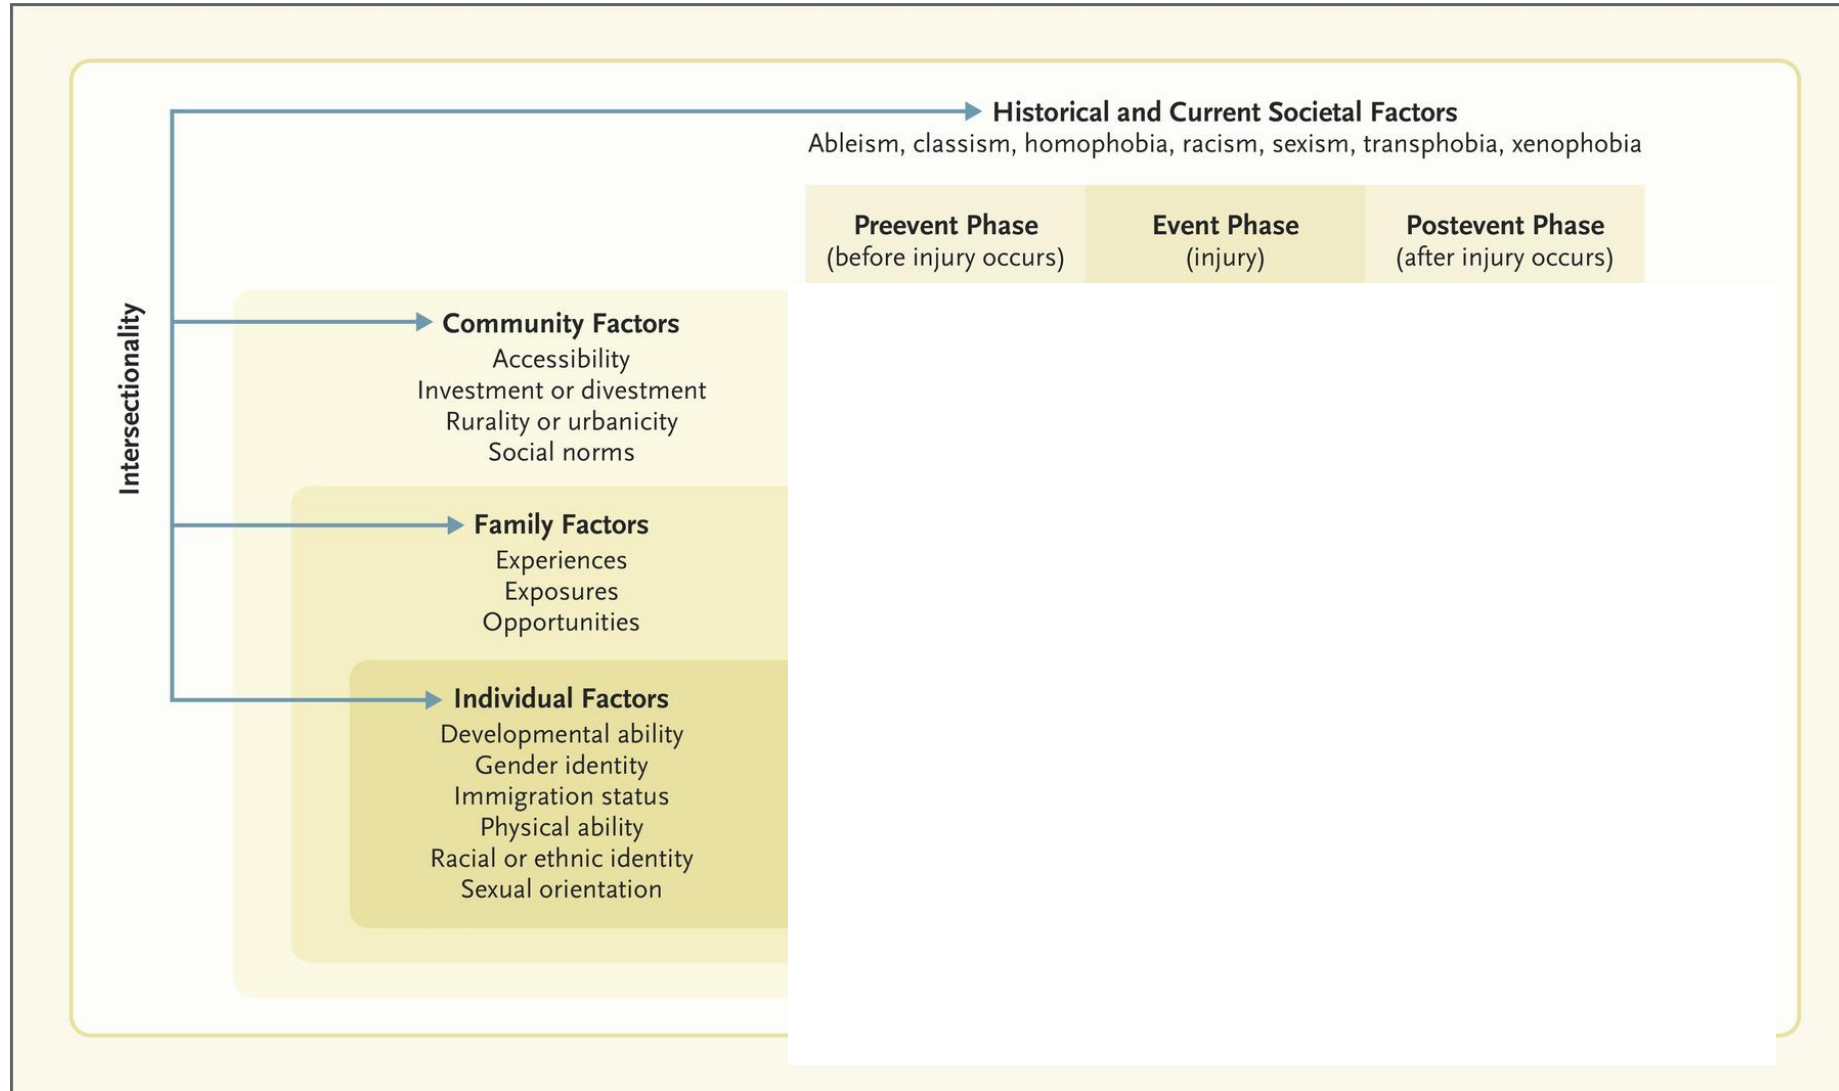 Historical and Current Societal Factors
Ableism, classism, homophobia, racism, sexism, transphobia, xenophobia
Preevent Phase
(before injury occurs)
Event Phase
(injury)
Postevent Phase
(after injury occurs)
Intersectionality
Community Factors
Accessibility
Investment or divestment
Rurality or urbanicity
Social norms
Family Factors
Experiences
Exposures
Opportunities
Individual Factors
Developmental ability
Gender identity
Immigration status
Physical ability
Racial or ethnic identity
Sexual orientation